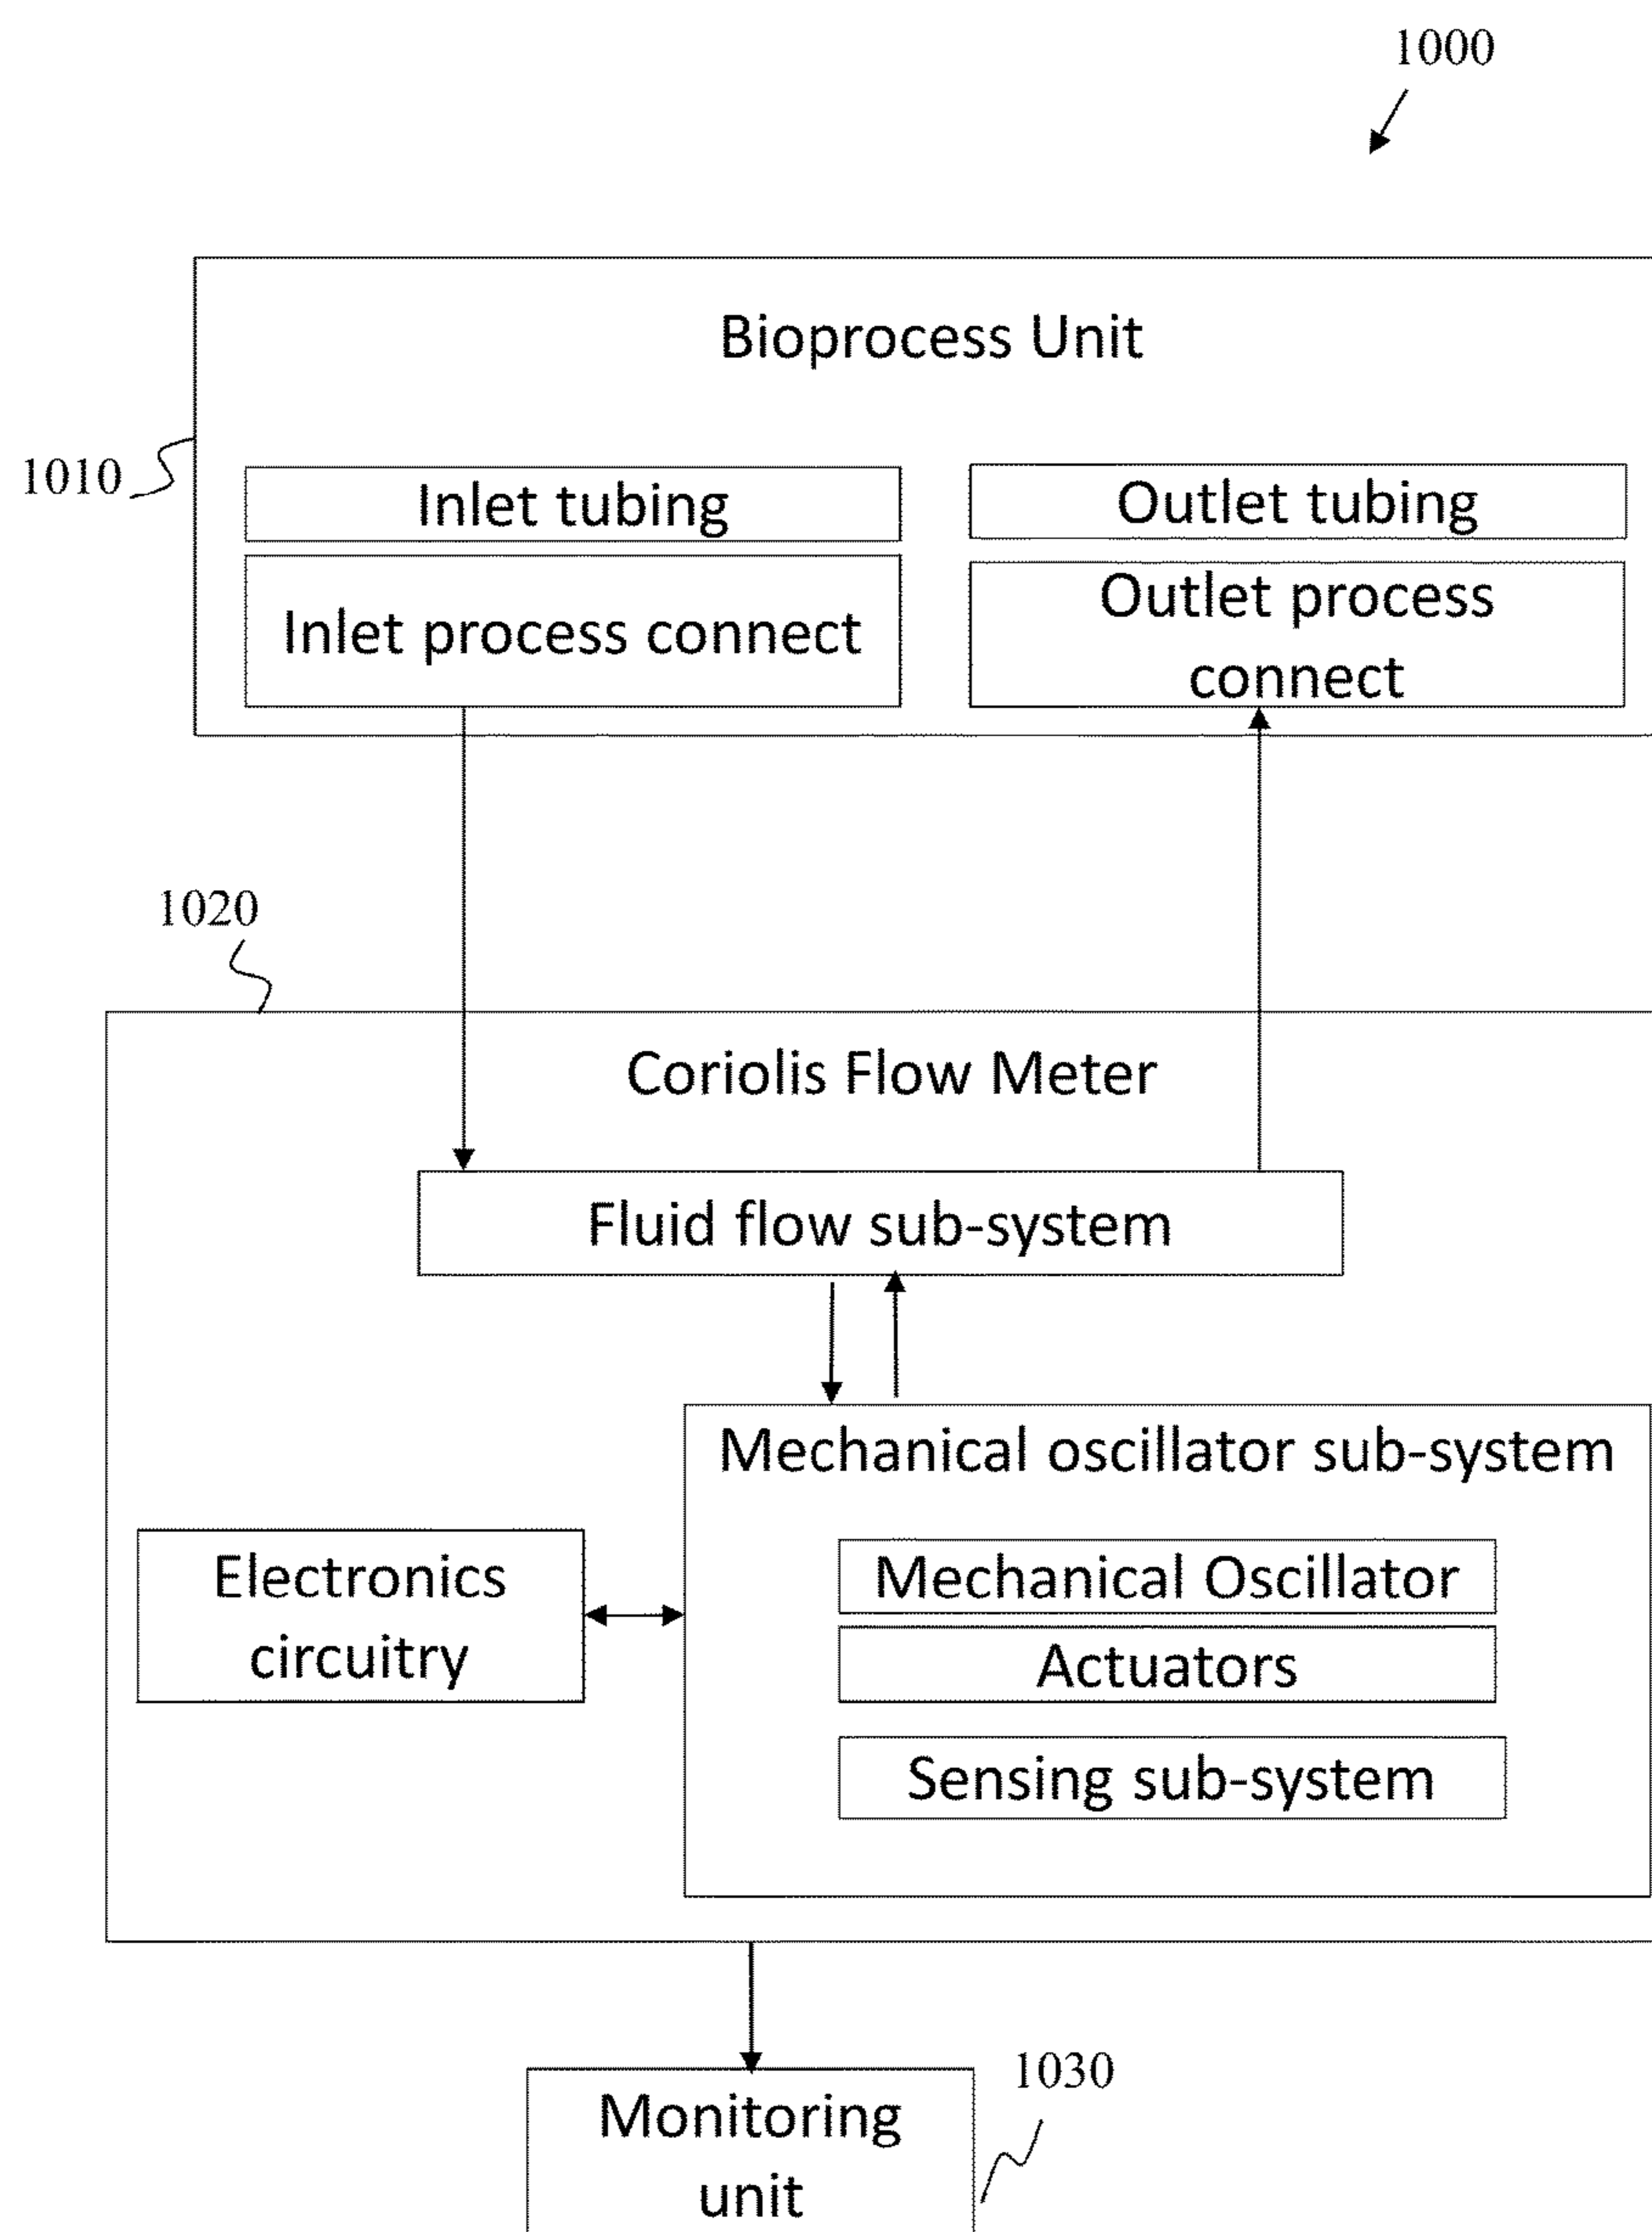 1000
Bioprocess Unit
1010
Inlet tubing
Outlet tubing
Inlet process connect
Outlet process
connect
1020
Coriolis Flow Meter
Fluid flow sub-system
Mechanical oscillator sub-system
Electronics
circuitry
Mechanical Oscillator
Actuators
Sensing sub-system
Monitoring
unit
1030